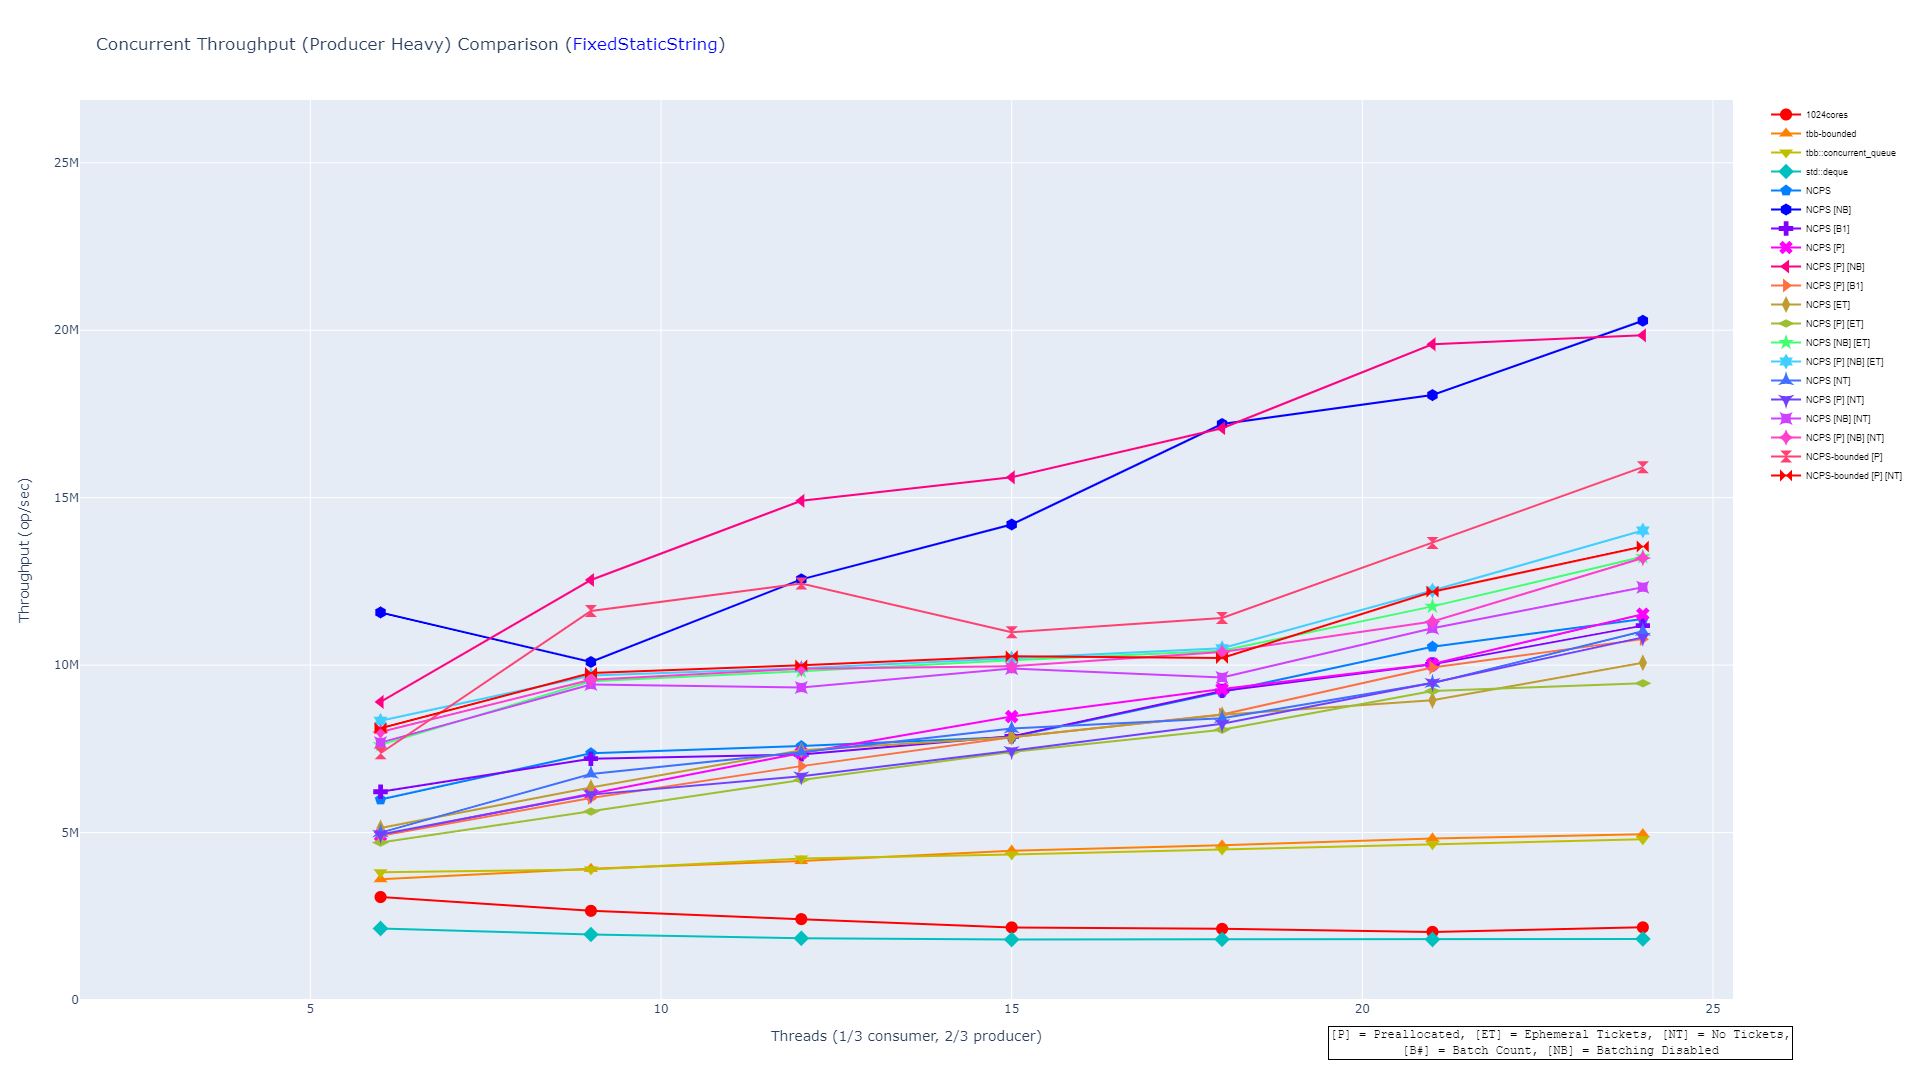 Concurrent Throughput (Producer Heavy) Comparison (FixedStaticString)
25M
20M
15M
10M
5M
0
Throughput (op/sec)
5
10
15
20
25
Threads (1/3 consumer, 2/3 producer)
1024cores
tbb-bounded
tbb::concurrent_queue
std::deque
NCPS
NCPS [NB]
NCPS [B1]
NCPS [P]
NCPS [P] [NB]
NCPS [P] [B1]
NCPS [ET]
NCPS [P] [ET]
NCPS [NB] [ET]
NCPS [P] [NB] [ET]
NCPS [NT]
NCPS [P] [NT]
NCPS [NB] [NT]
NCPS [P] [NB] [NT]
NCPS-bounded [P]
NCPS-bounded [P] [NT]
[P] = Preallocated, [ET] = Ephemeral Tickets, [NT] = No Tickets,
[B#] = Batch Count, [NB] = Batching Disabled